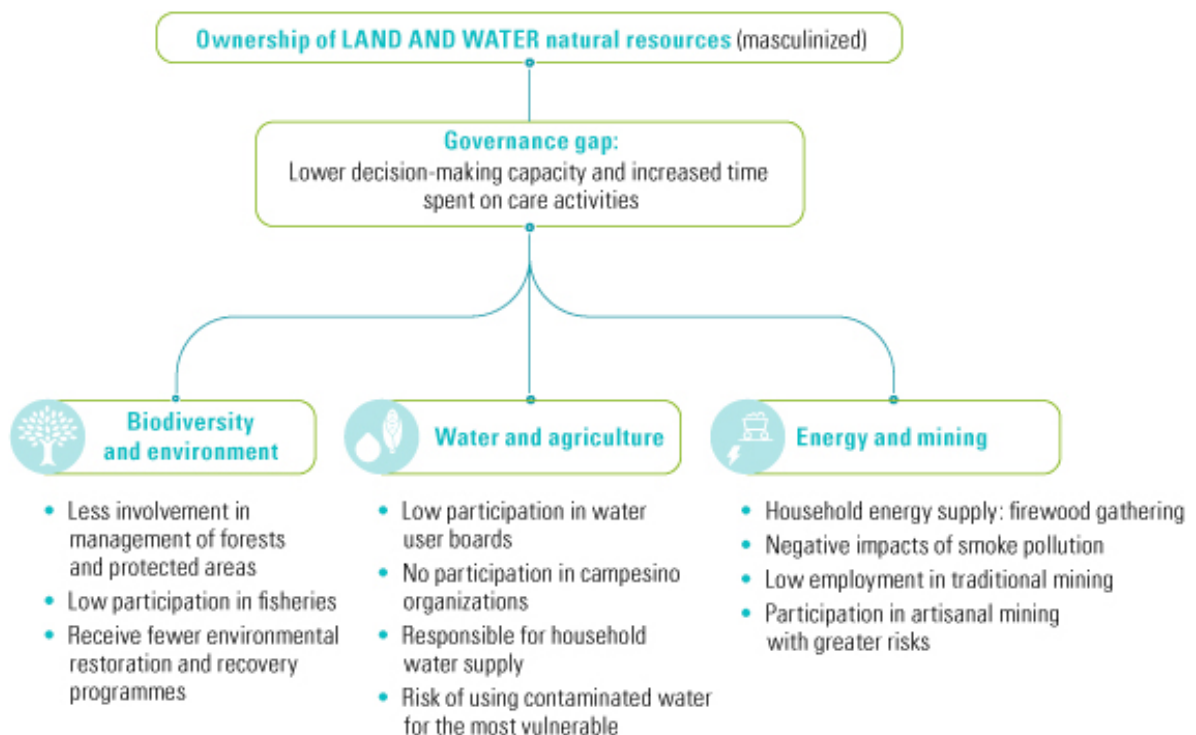 Ownership of LAND AND WATER natural resources (masculinized)
Governance gap:
Lower decision-making capacity and increased time
spent on care activities
Biodiversity
and environment
• Less involvement in
management of forests
and protected areas
• Low participation in fisheries
• Receive fewer environmental
restoration and recovery
programmes
Water and agriculture
• Low participation in water
user boards
• No participation in campesino
organizations
• Responsible for household
water supply
• Risk of using contaminated water
for the most vulnerable
Energy and mining
• Household energy supply: firewood gathering
• Negative impacts of smoke pollution
• Low employment in traditional mining
• Participation in artisanal mining
with greater risks